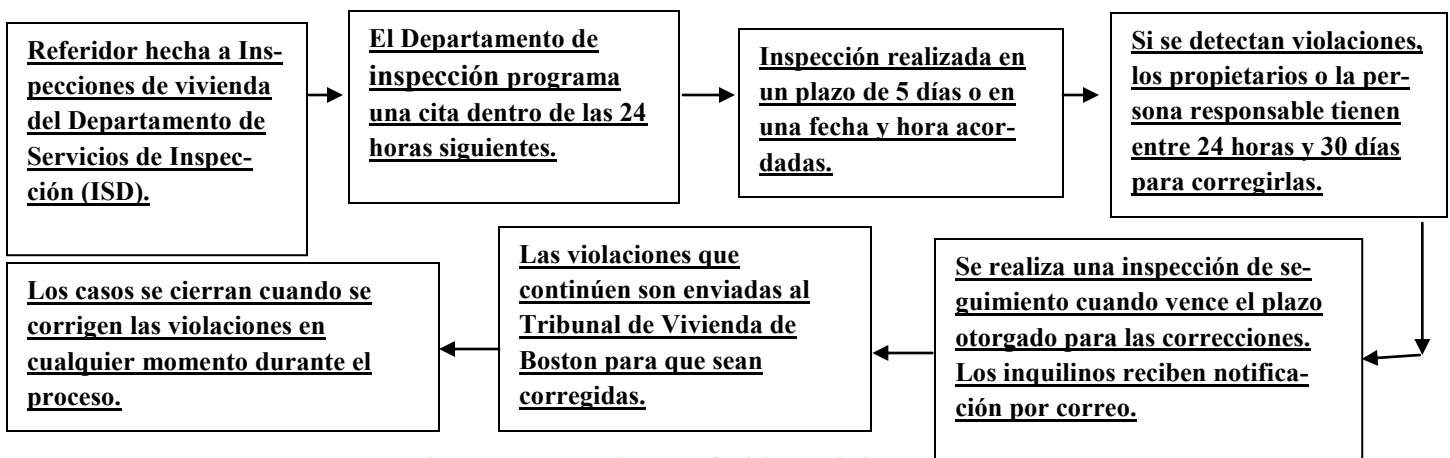 Referidor hecha a Ins-
pecciones de vivienda
del Departamento de
Servicios de Inspec-
ción (ISD).
El Departamento de
inspección programa
una cita dentro de las 24
horas siguientes.
Inspección realizada en
un plazo de 5 días o en
una fecha y hora acor-
dadas.
Si se detectan violaciones,
los propietarios o la per-
sona responsable tienen
entre 24 horas y 30 días
para corregirlas.
Se realiza una inspección de se-
guimiento cuando vence el plazo
otorgado para las correcciones.
Los inquilinos reciben notifica-
ción por correo.
Las violaciones que
continúen son enviadas al
Tribunal de Vivienda de
Boston para que sean
corregidas.
Los casos se cierran cuando se
corrigen las violaciones en
cualquier momento durante el
proceso.